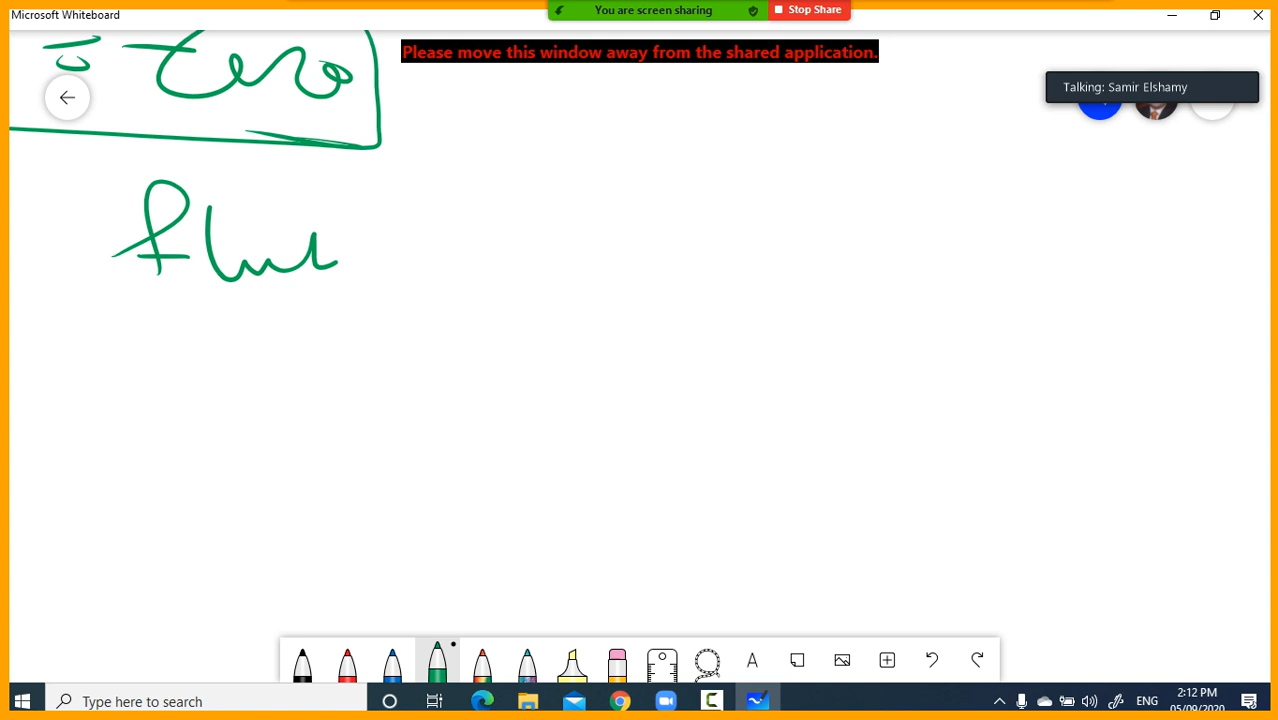 You are screen sharing
Stop Share
Microsoft Whiteboard
Please move this window away from the shared application.
= zero
Talking: Samir Elshamy
A
Type here to search
ENG
2:12 PM
05/09/2020